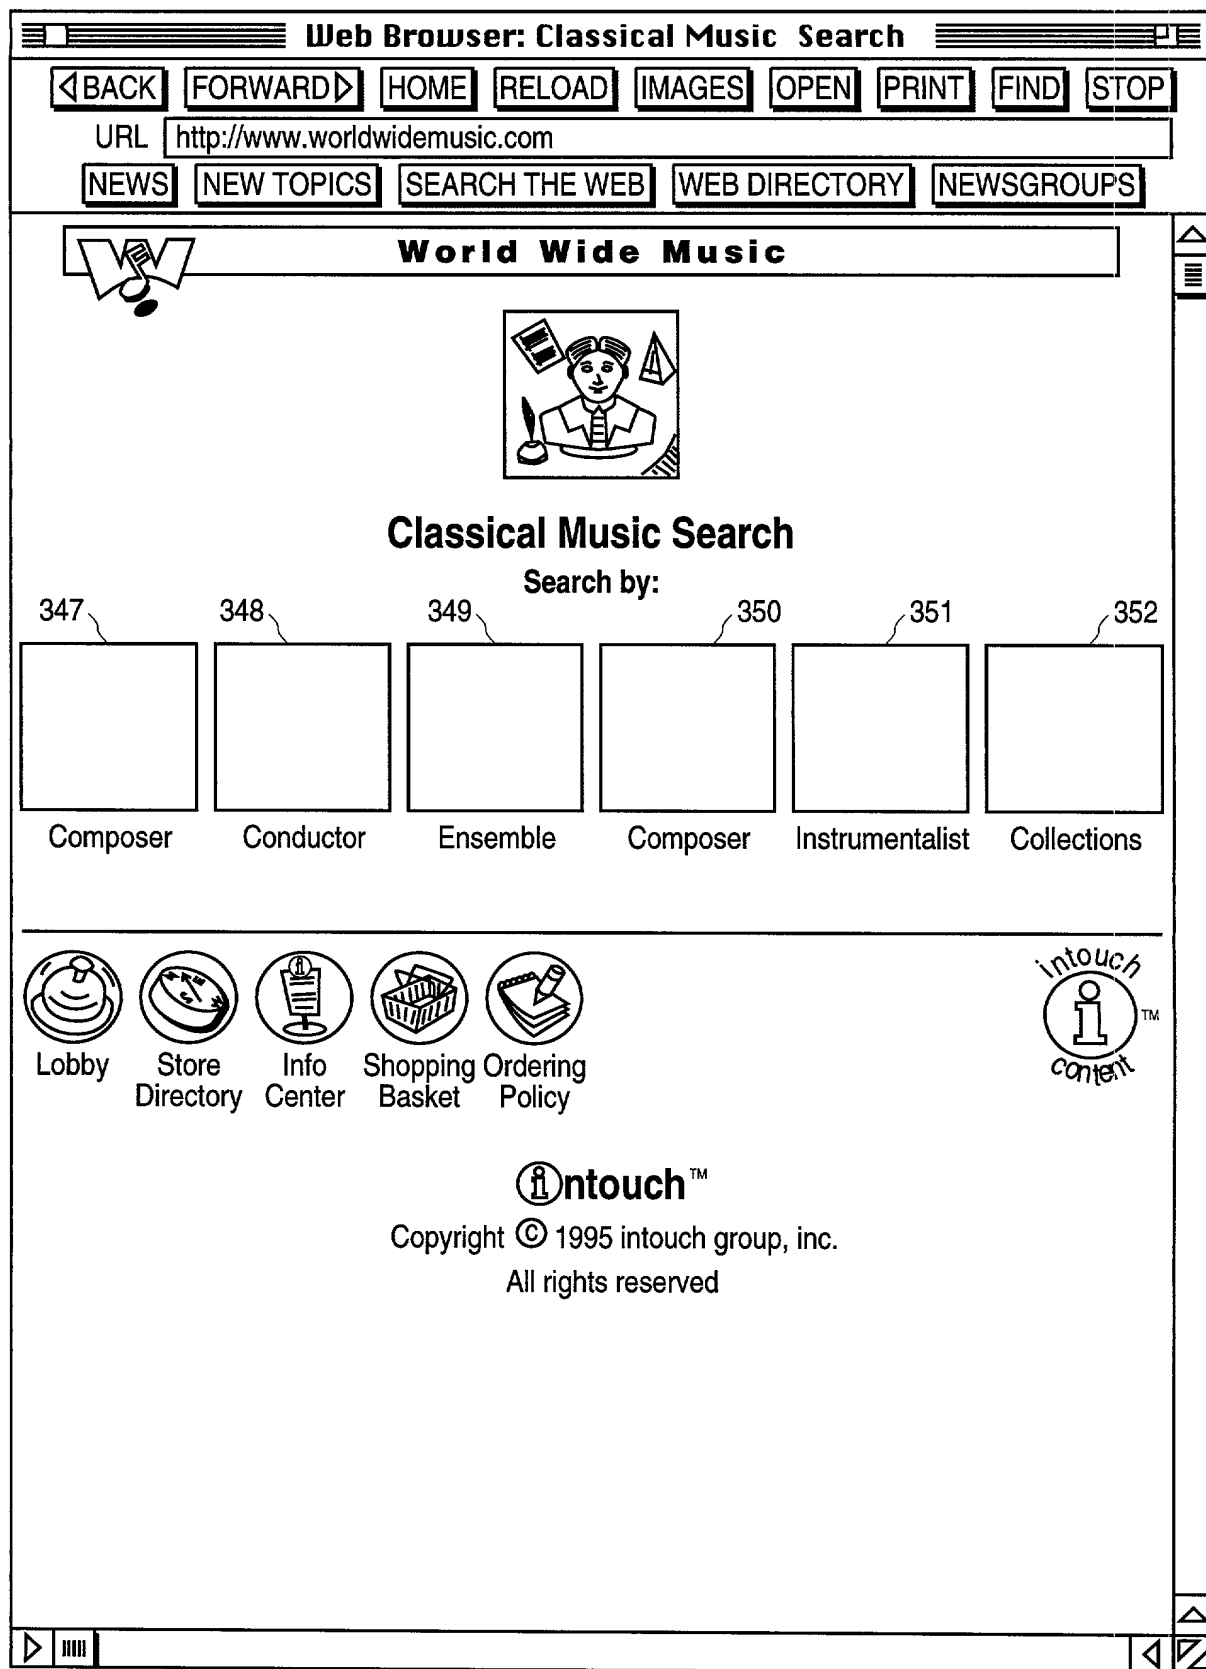 Web Browser: Classical Music Search
BACK FORWARD HOME RELOAD IMAGES OPEN PRINT FIND STOP
URL http://www.worldwidemusic.com
NEWS NEW TOPICS SEARCH THE WEB WEB DIRECTORY NEWSGROUPS
World Wide Music
Classical Music Search
Search by:
347 348 349 350 351 352
Composer Conductor Ensemble Composer Instrumentalist Collections
intouch
i TM
content
Lobby Store Info Shopping Ordering
Directory Center Basket Policy
intouch™
Copyright © 1995 intouch group, inc.
All rights reserved